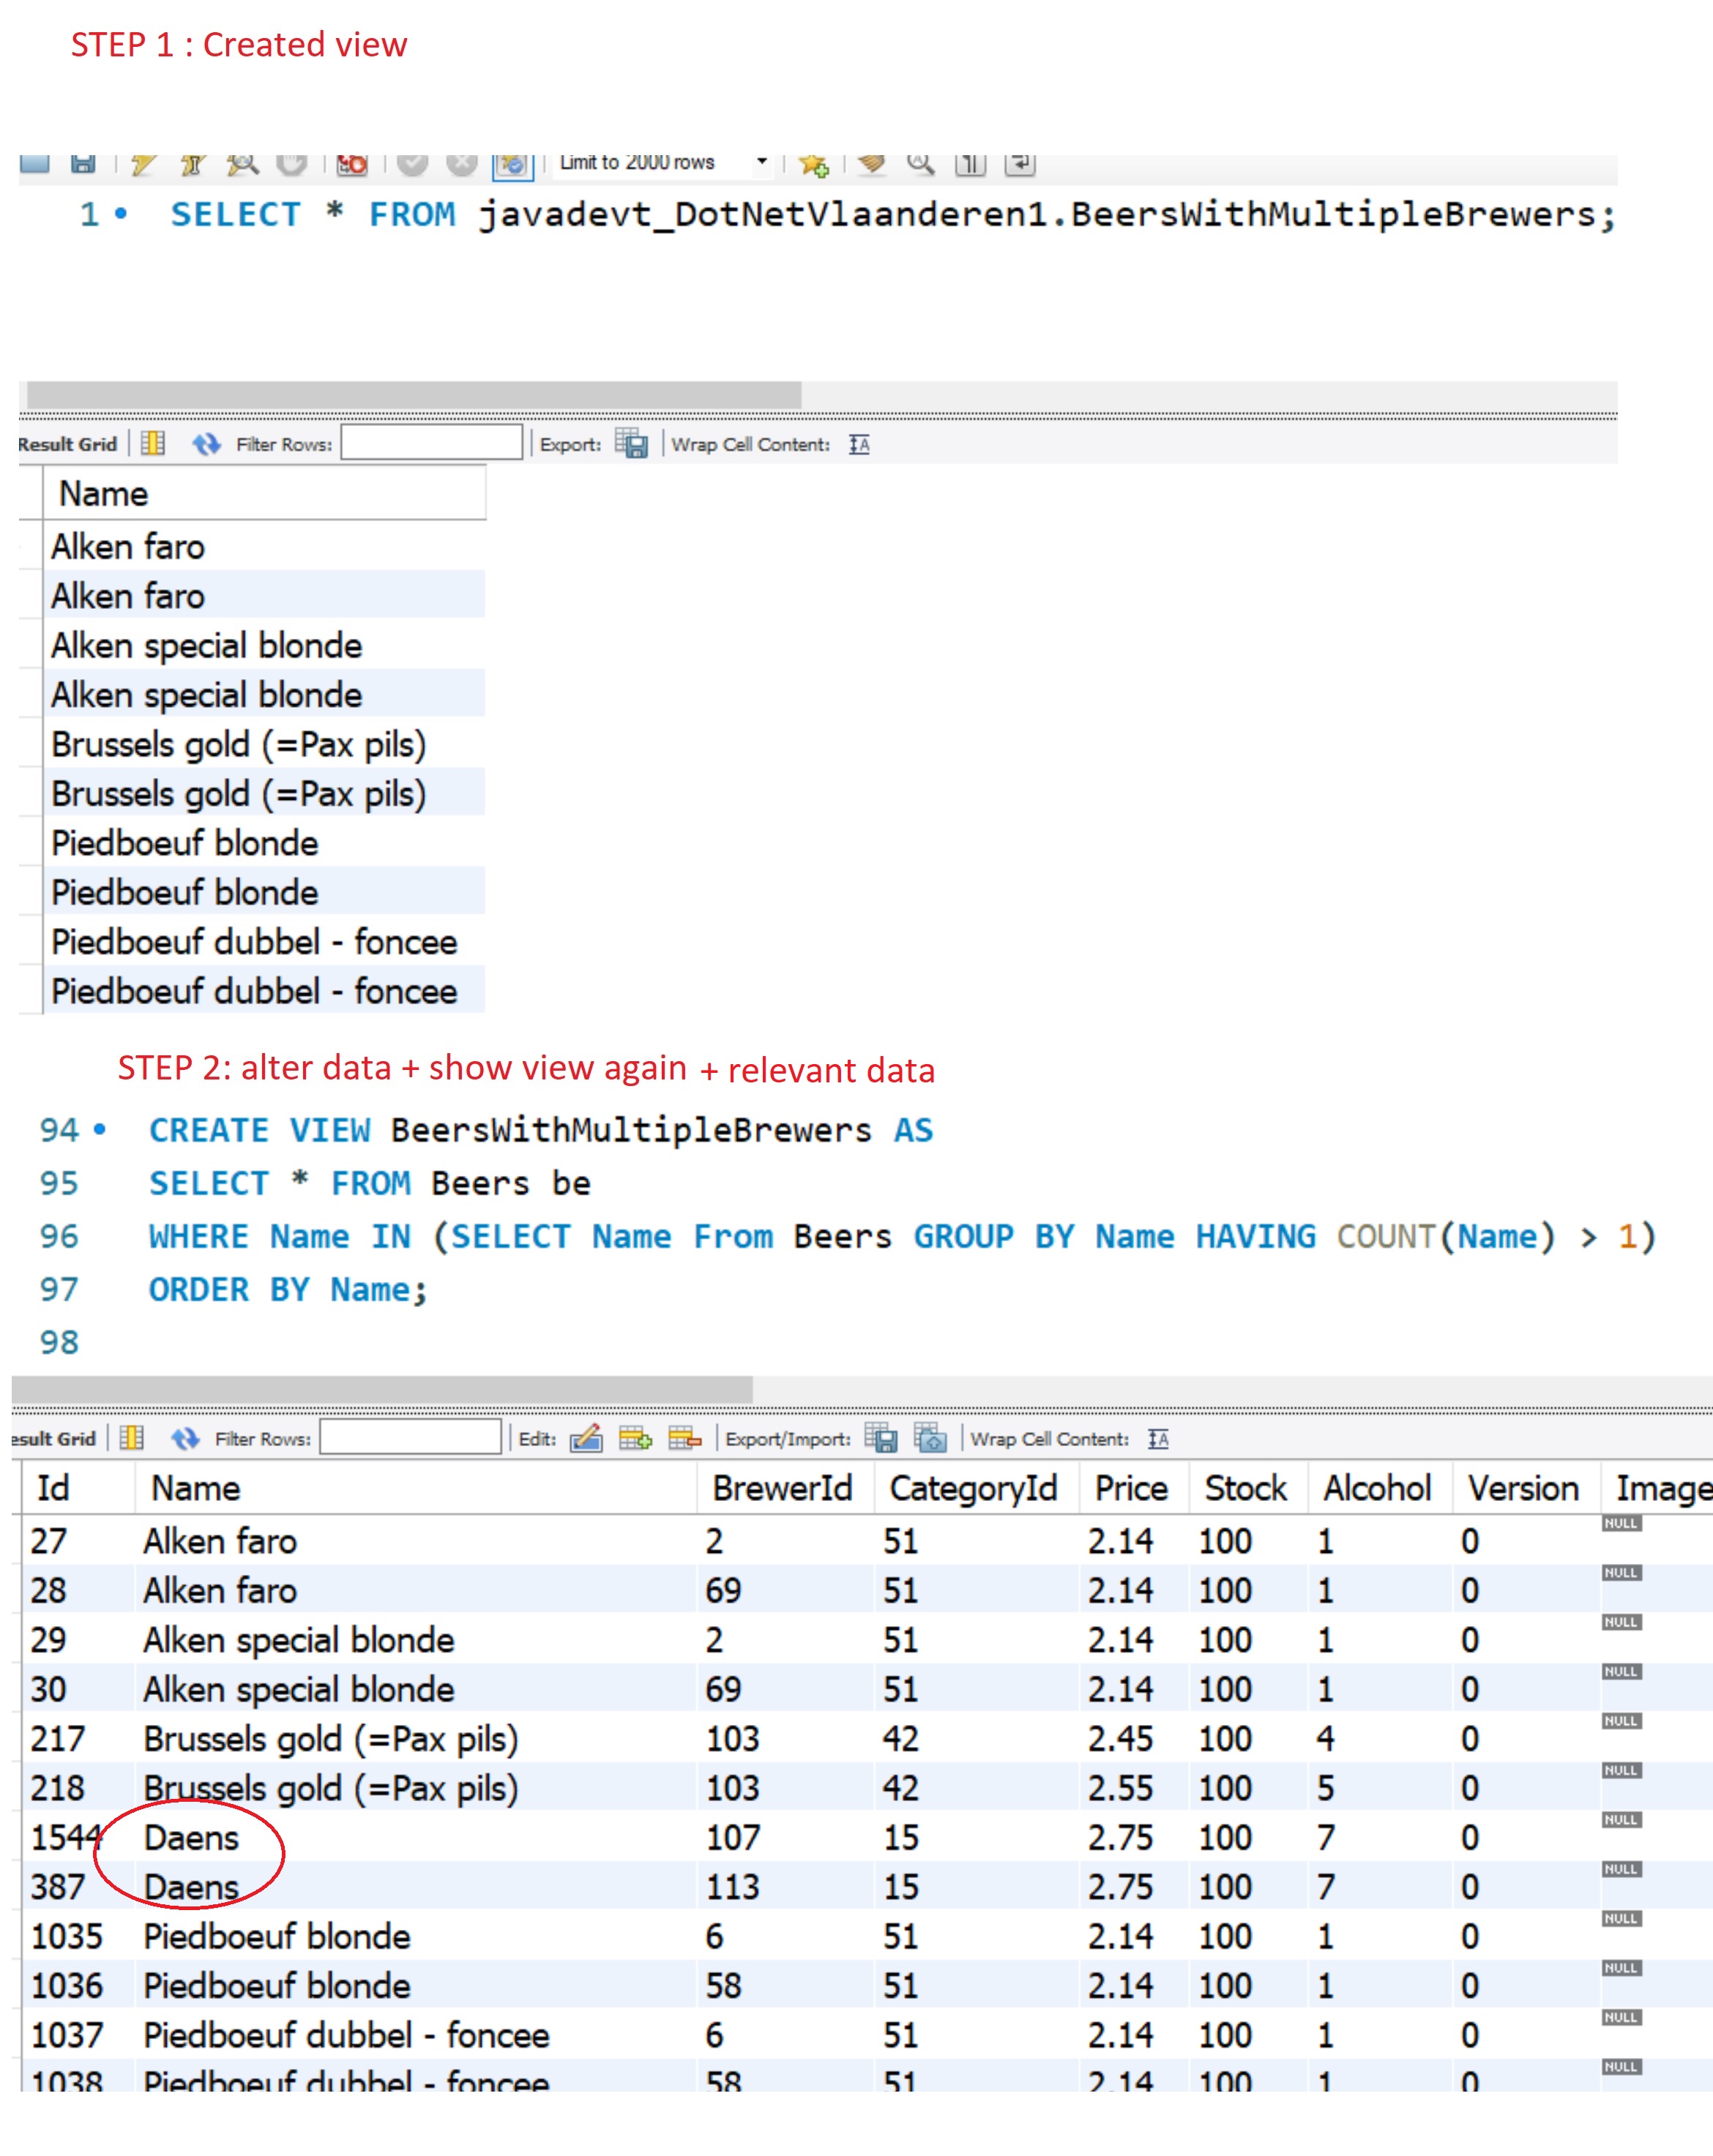 STEP 1 : Created view
Limit to 2000 rows
1 SELECT * FROM javadevt_DotNetVlaanderen1.BeersWithMultipleBrewers;
Result Grid Filter Rows: Export: Wrap Cell Content: IA
Name
Alken faro
Alken faro
Alken special blonde
Alken special blonde
Brussels gold (=Pax pils)
Brussels gold (=Pax pils)
Piedboeuf blonde
Piedboeuf blonde
Piedboeuf dubbel - foncee
Piedboeuf dubbel - foncee
STEP 2: alter data + show view again + relevant data
94 CREATE VIEW BeersWithMultipleBrewers AS
95 SELECT * FROM Beers be
96 WHERE Name IN (SELECT Name From Beers GROUP BY Name HAVING COUNT(Name) > 1)
97 ORDER BY Name;
98
esult Grid Filter Rows: Edit: Export/Import: Wrap Cell Content: IA
Id Name BrewerId CategoryId Price Stock Alcohol Version Image
27 Alken faro 2 51 2.14 100 1 0 NULL
28 Alken faro 69 51 2.14 100 1 0 NULL
29 Alken special blonde 2 51 2.14 100 1 0 NULL
30 Alken special blonde 69 51 2.14 100 1 0 NULL
217 Brussels gold (=Pax pils) 103 42 2.45 100 4 0 NULL
218 Brussels gold (=Pax pils) 103 42 2.55 100 5 0 NULL
1544 Daens 107 15 2.75 100 7 0 NULL
387 Daens 113 15 2.75 100 7 0 NULL
1035 Piedboeuf blonde 6 51 2.14 100 1 0 NULL
1036 Piedboeuf blonde 58 51 2.14 100 1 0 NULL
1037 Piedboeuf dubbel - foncee 6 51 2.14 100 1 0 NULL
1038 Piedboeuf dubbel - foncee 58 51 2.14 100 1 0 NULL